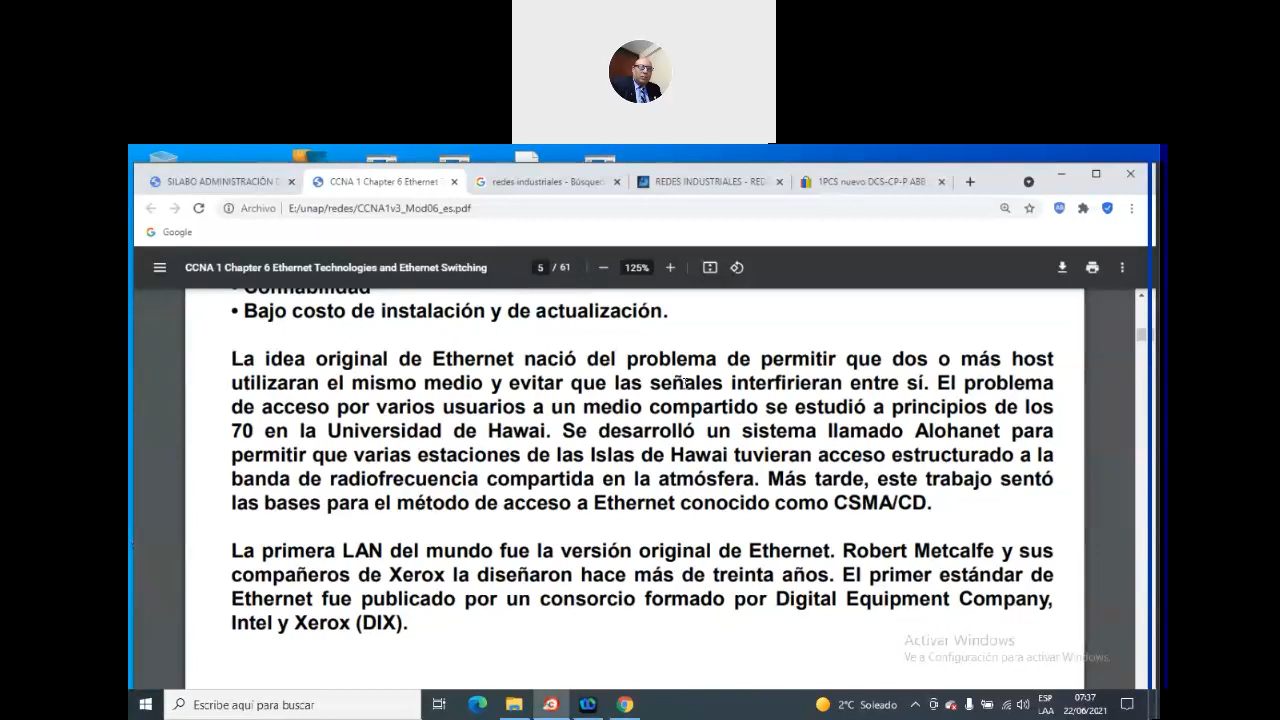 SILABO ADMINISTRACIÓN D
CCNA 1 Chapter 6 Ethernet T
redes industriales - Búsqued
REDES INDUSTRIALES - RED
1PCS nuevo DCS-CP-P ABB
Archivo
E:/unap/redes/CCNA1v3_Mod06_es.pdf
Google
CCNA 1 Chapter 6 Ethernet Technologies and Ethernet Switching
5 / 61
125%
• Confiabilidad
• Bajo costo de instalación y de actualización.
La idea original de Ethernet nació del problema de permitir que dos o más host
utilizaran el mismo medio y evitar que las señales interfirieran entre sí. El problema
de acceso por varios usuarios a un medio compartido se estudió a principios de los
70 en la Universidad de Hawai. Se desarrolló un sistema llamado Alohanet para
permitir que varias estaciones de las Islas de Hawai tuvieran acceso estructurado a la
banda de radiofrecuencia compartida en la atmósfera. Más tarde, este trabajo sentó
las bases para el método de acceso a Ethernet conocido como CSMA/CD.
La primera LAN del mundo fue la versión original de Ethernet. Robert Metcalfe y sus
compañeros de Xerox la diseñaron hace más de treinta años. El primer estándar de
Ethernet fue publicado por un consorcio formado por Digital Equipment Company,
Intel y Xerox (DIX).
Activar Windows
Ve a Configuración para activar Windows.
Escribe aquí para buscar
2°C Soleado
ESP
LAA
07:37
22/06/2021